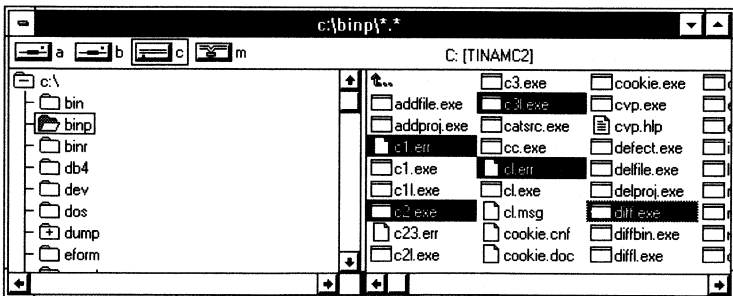 c:\binp\*.*
a b c m C: [TINAMC2]
c:\
bin
binp
binr
db4
dev
dos
dump
eform
addfile.exe
addproj.exe
c1.err
c1.exe
c1l.exe
c2.exe
c23.err
c2l.exe
c3.exe
c3l.exe
catsrc.exe
cc.exe
cl.err
cl.exe
cl.msg
cookie.cnf
cookie.doc
cookie.exe
cvp.exe
cvp.hlp
defect.exe
delfile.exe
delproj.exe
diff.exe
diffbin.exe
diffl.exe